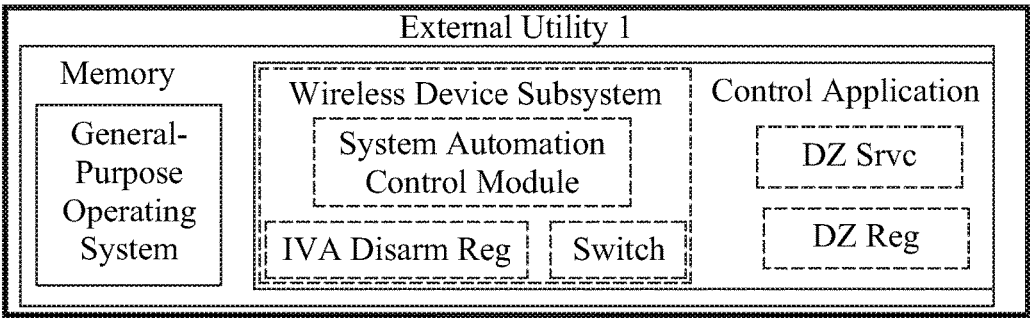 External Utility 1
Memory
General-
Purpose
Operating
System
Wireless Device Subsystem
System Automation
Control Module
IVA Disarm Reg
Switch
Control Application
DZ Srvc
DZ Reg